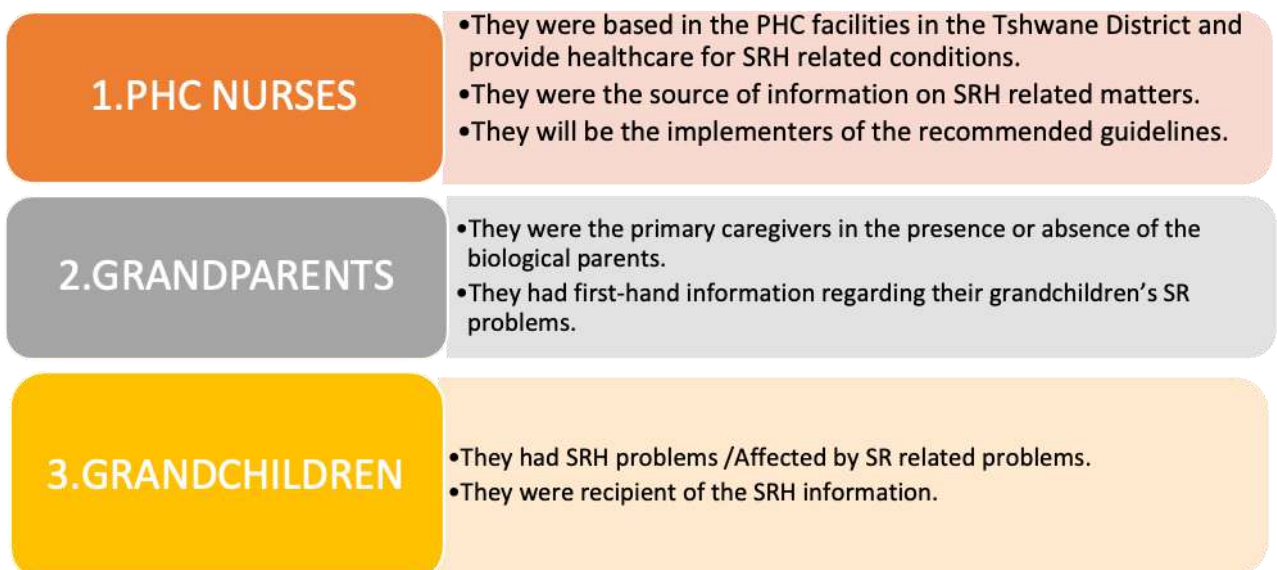 1.PHC NURSES
•They were based in the PHC facilities in the Tshwane District and
provide healthcare for SRH related conditions.
•They were the source of information on SRH related matters.
•They will be the implementers of the recommended guidelines.
2.GRANDPARENTS
•They were the primary caregivers in the presence or absence of the
biological parents.
•They had first-hand information regarding their grandchildren’s SR
problems.
3.GRANDCHILDREN
•They had SRH problems /Affected by SR related problems.
•They were recipient of the SRH information.